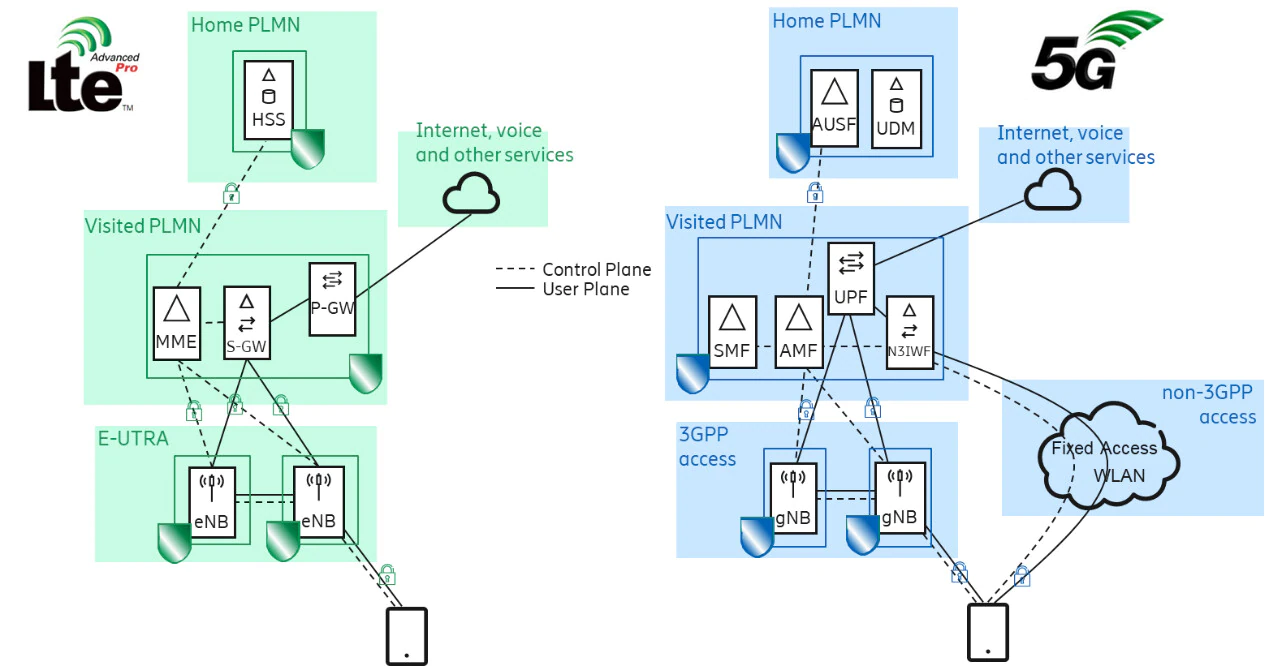 LTE
Advanced
Pro
TM
Home PLMN
HSS
Internet, voice
and other services
Visited PLMN
MME
S-GW
P-GW
E-UTRA
eNB
eNB
Control Plane
User Plane
5G
Home PLMN
AUSF
UDM
Internet, voice
and other services
Visited PLMN
UPF
SMF
AMF
N3IWF
3GPP
access
gNB
gNB
non-3GPP
access
Fixed Access
WLAN